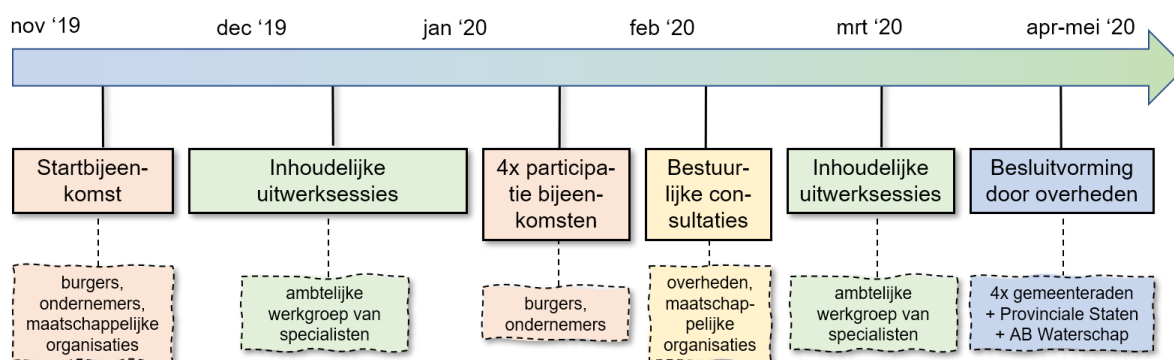 nov ‘19 dec ‘19 jan ‘20 feb ‘20 mrt ‘20 apr-mei ‘20
Startbijeen-
komst
Inhoudelijke
uitwerksessies
4x participa-
tie bijeen-
komsten
Bestuur-
lijke con-
sultaties
Inhoudelijke
uitwerksessies
Besluitvorming
door overheden
burgers,
ondernemers,
maatschappelijke
organisaties
ambtelijke
werkgroep van
specialisten
burgers,
ondernemers
overheden,
maatschap-
pelijke
organisaties
ambtelijke
werkgroep van
specialisten
4x gemeenteraden
+ Provinciale Staten
+ AB Waterschap